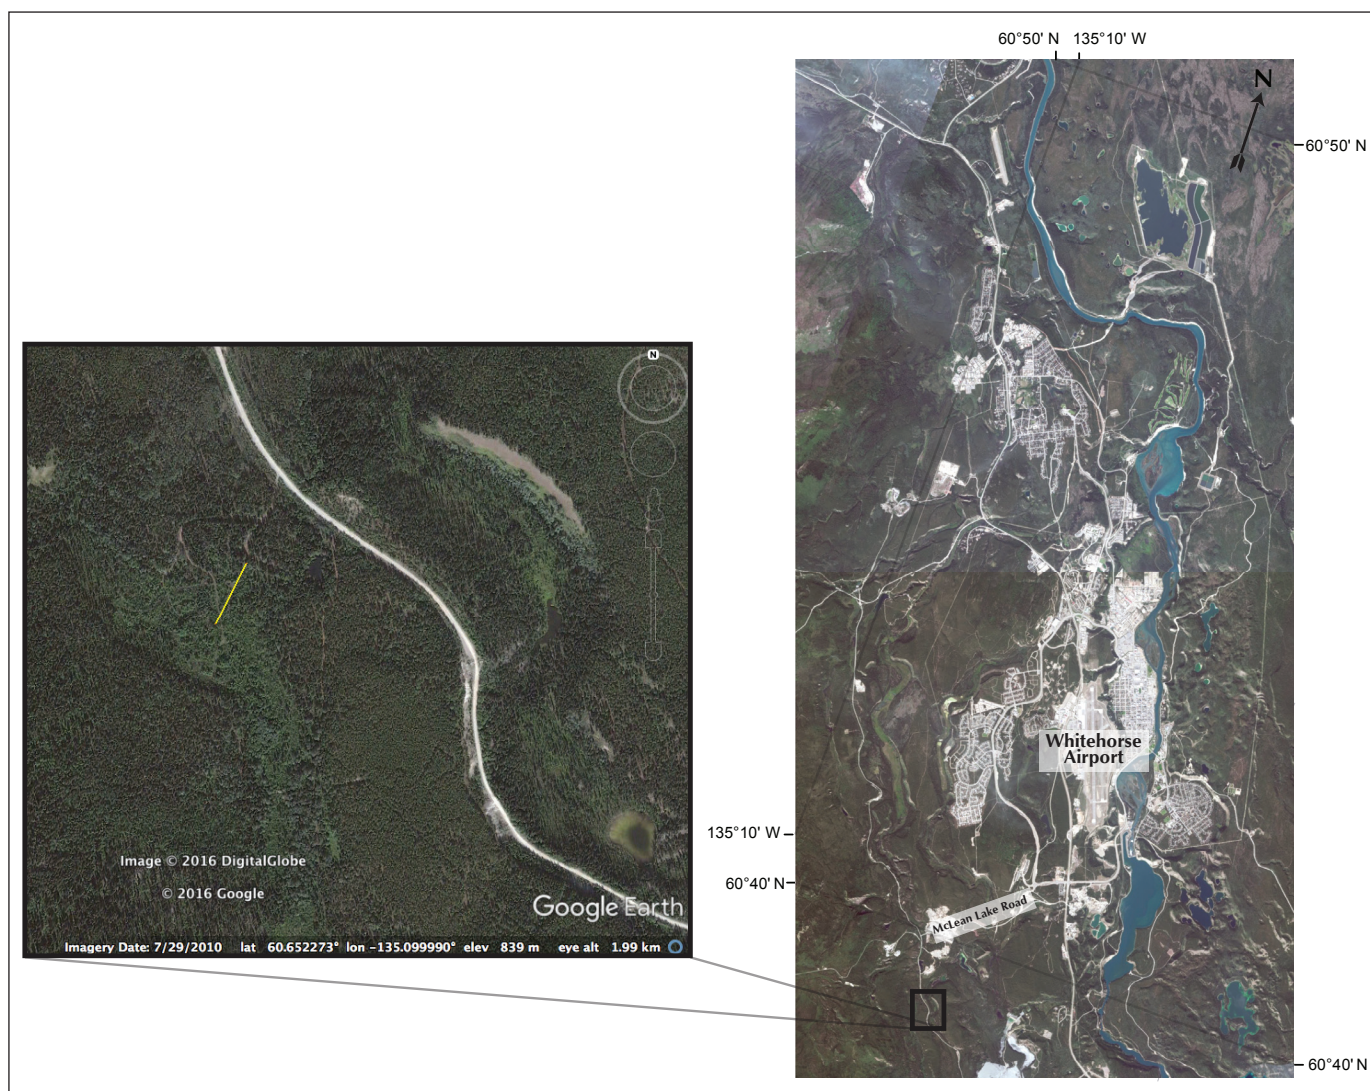 60°50' N 135°10' W
N
60°50' N
N
Whitehorse
Airport
135°10' W
60°40' N
McLean Lake Road
Image © 2016 DigitalGlobe
© 2016 Google
Google Earth
Imagery Date: 7/29/2010 lat 60.652273° lon -135.099990° elev 839 m eye alt 1.99 km
60°40' N